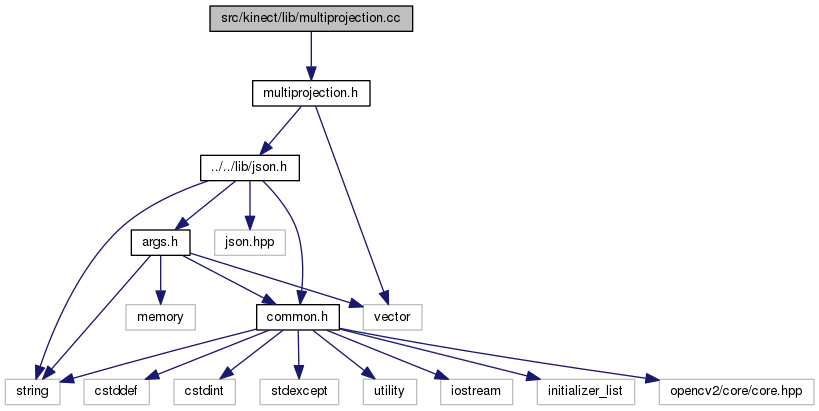 src/kinect/lib/multiprojection.cc
multiprojection.h
../../lib/json.h
args.h
json.hpp
memory
common.h
vector
string
cstddef
cstdint
stdexcept
utility
iostream
initializer_list
opencv2/core/core.hpp